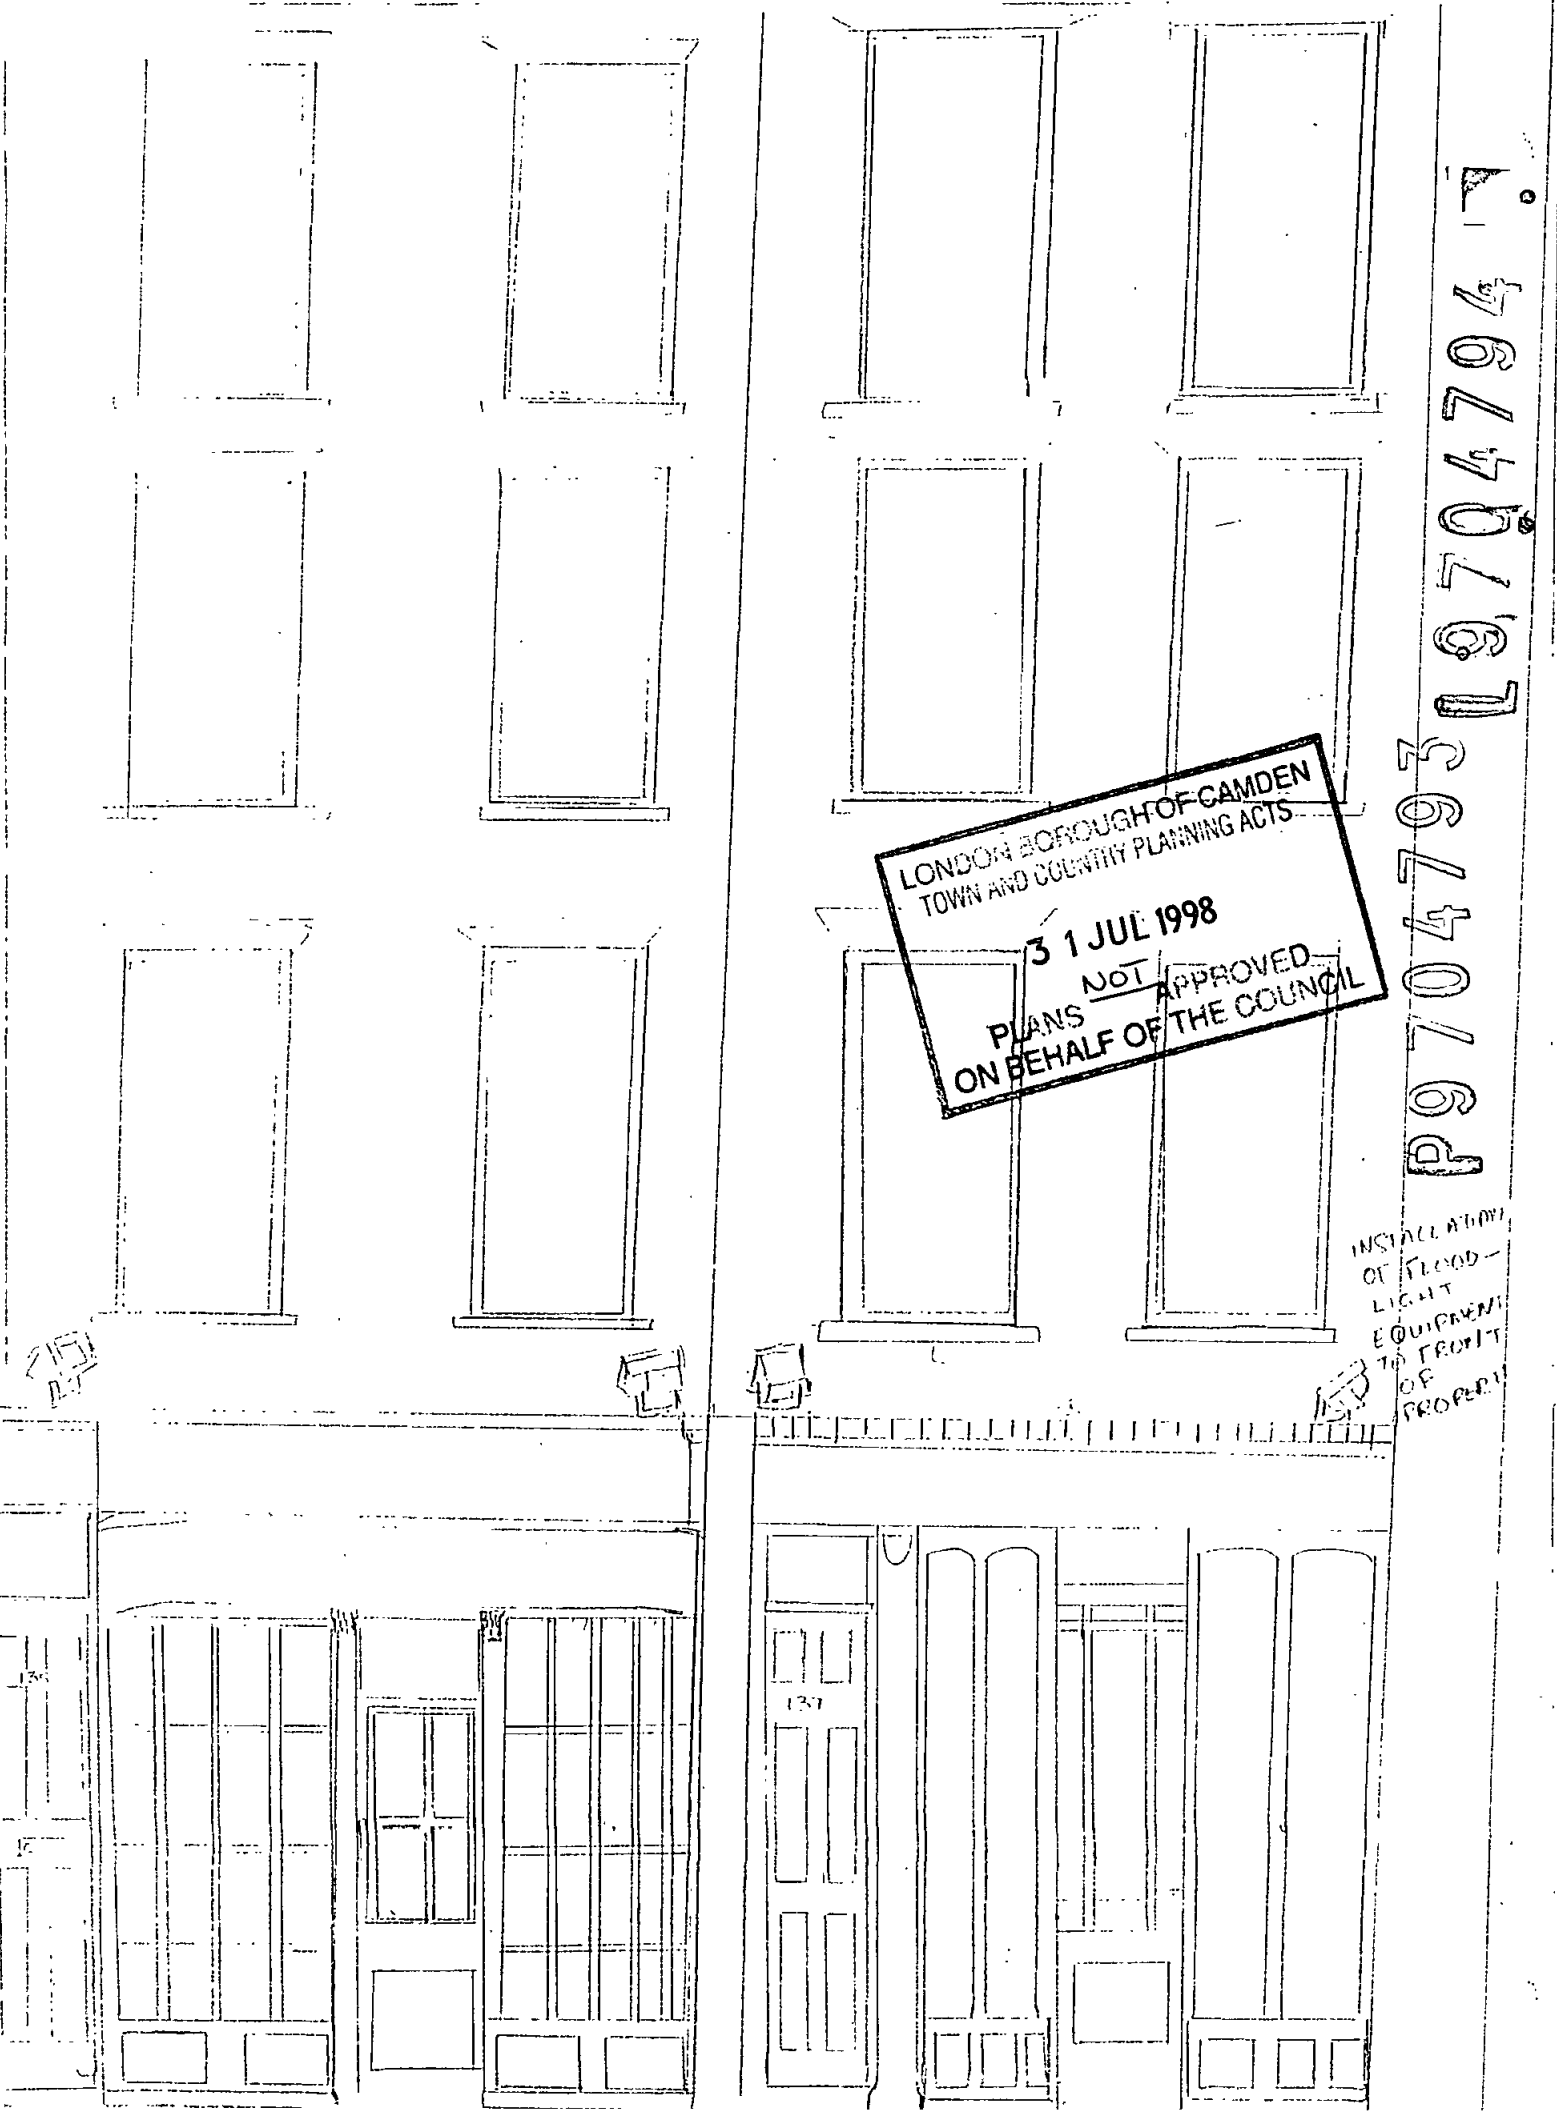 L9704794
P9704793
LONDON BOROUGH OF CAMDEN
TOWN AND COUNTRY PLANNING ACTS
31 JUL 1998
NOT
PLANS APPROVED
ON BEHALF OF THE COUNCIL
INSTALLATION
OF FLOOD-
LIGHT
EQUIPMENT
TO FRONT
OF
PROPERTY
137